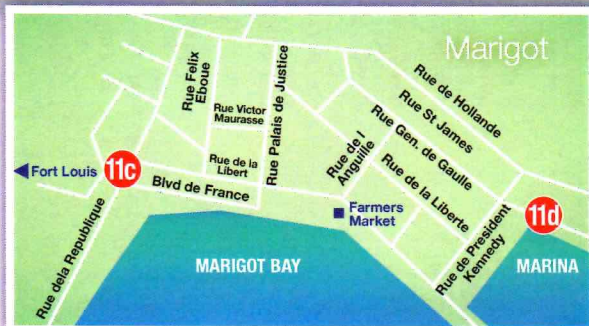 Marigot
Rue de Hollande
Rue St James
Rue Gen. de Gaulle
Rue Felix
Eboue
Rue Victor
Maurasse
Rue Palais de Justice
Rue de la
Libert
Rue de l
Anguille
Rue de la Liberte
Fort Louis
11c
Blvd de France
Farmers
Market
11d
Rue dela Republique
MARIGOT BAY
Rue de President
Kennedy
MARINA